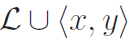 𝓛 ∪ ⟨x, y⟩